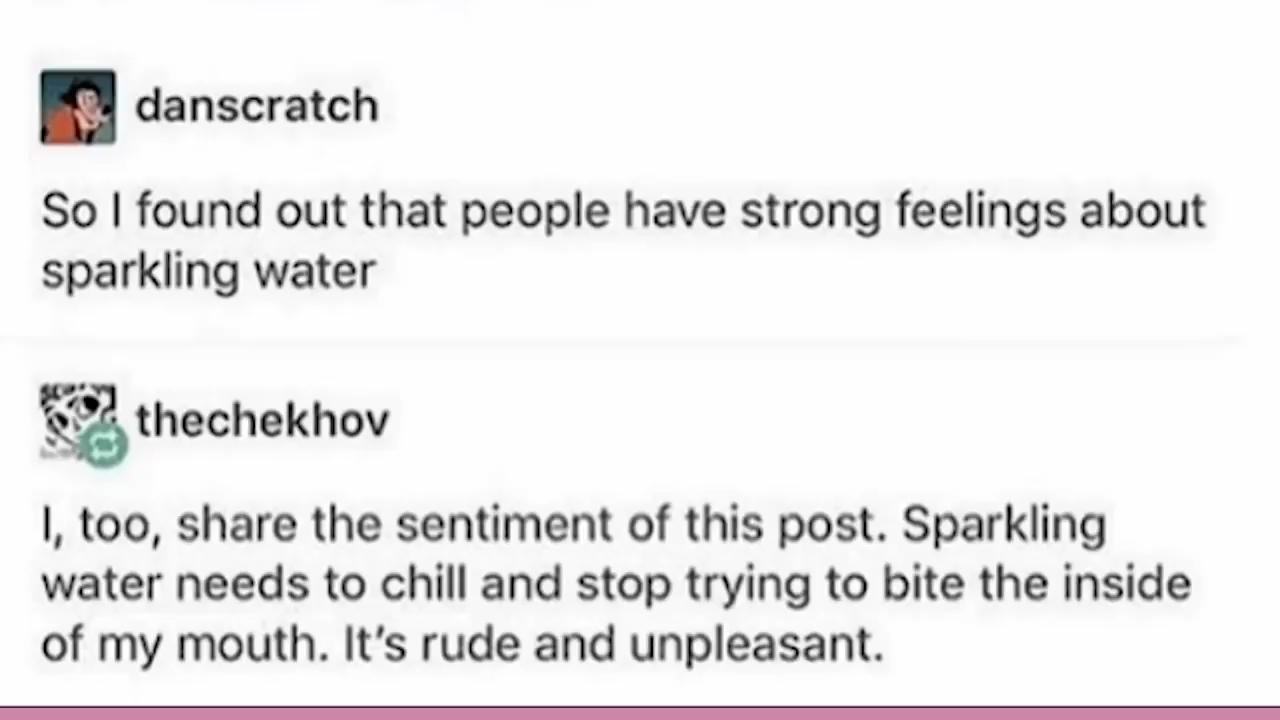 danscratch
So I found out that people have strong feelings about
sparkling water
thechekhov
I, too, share the sentiment of this post. Sparkling
water needs to chill and stop trying to bite the inside
of my mouth. It’s rude and unpleasant.